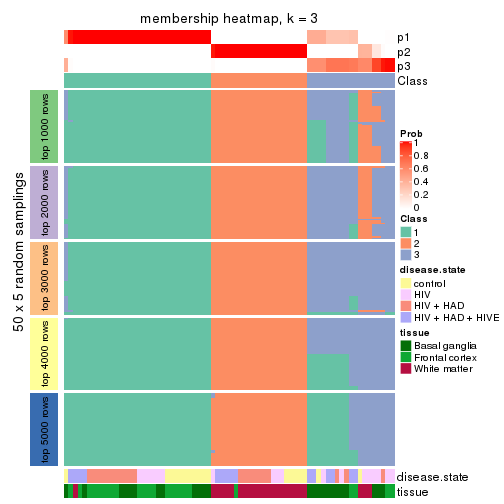 membership heatmap, k = 3
p1
p2
p3
Class
50 x 5 random samplings
top 1000 rows
top 2000 rows
top 3000 rows
top 4000 rows
top 5000 rows
disease.state
tissue
Prob
1
0.8
0.6
0.4
0.2
0
Class
1
2
3
disease.state
control
HIV
HIV + HAD
HIV + HAD + HIVE
tissue
Basal ganglia
Frontal cortex
White matter